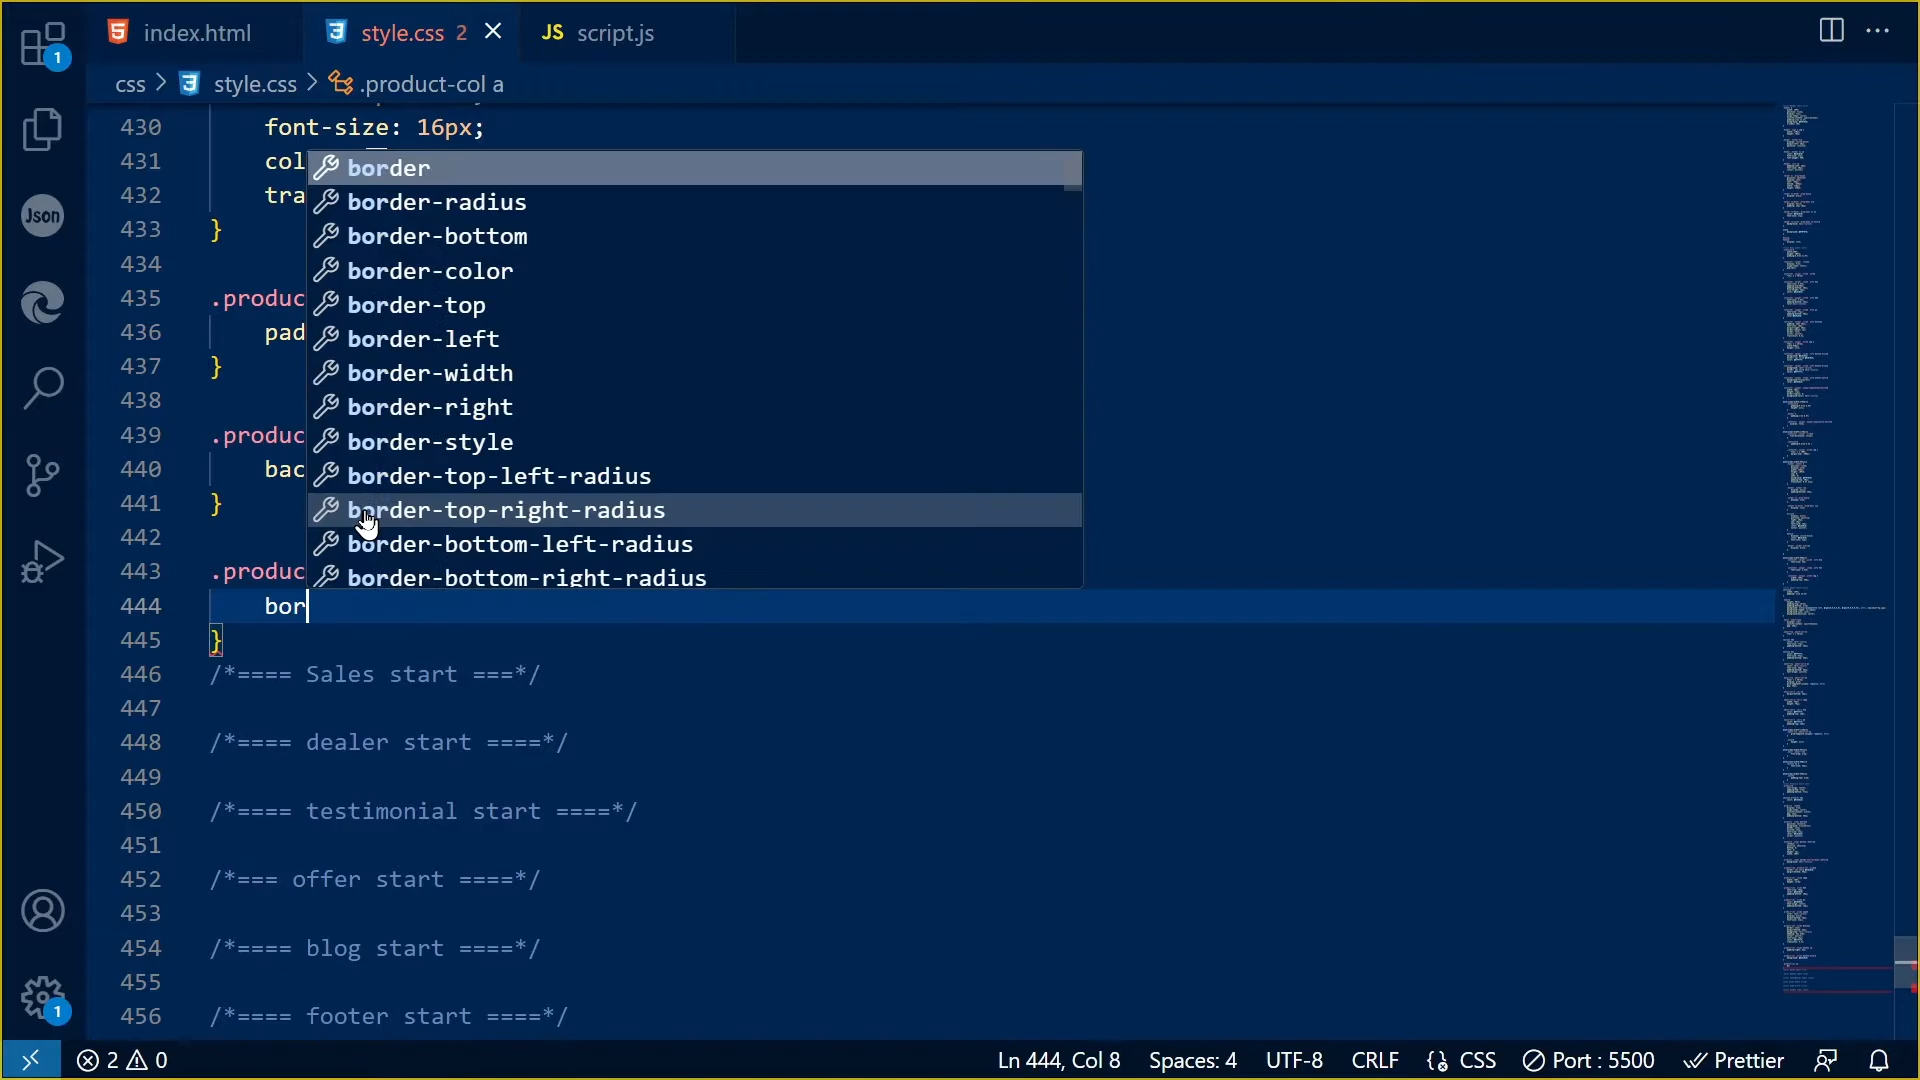 index.html
style.css 2
JS script.js
1
css > style.css > .product-col a
430 font-size: 16px;
431 col
432 tra
433 }
434
435 .produc
436 pad
437 }
438
439 .produc
440 bac
441 }
442
443 .produc
444 bor
445 }
446 /*==== Sales start ===*/
447
448 /*==== dealer start ====*/
449
450 /*==== testimonial start ====*/
451
452 /*=== offer start ====*/
453
454 /*==== blog start ====*/
455
456 /*==== footer start ====*/
border
border-radius
border-bottom
border-color
border-top
border-left
border-width
border-right
border-style
border-top-left-radius
border-top-right-radius
border-bottom-left-radius
border-bottom-right-radius
Json
1
2 0 Ln 444, Col 8 Spaces: 4 UTF-8 CRLF {} CSS Port : 5500 Prettier